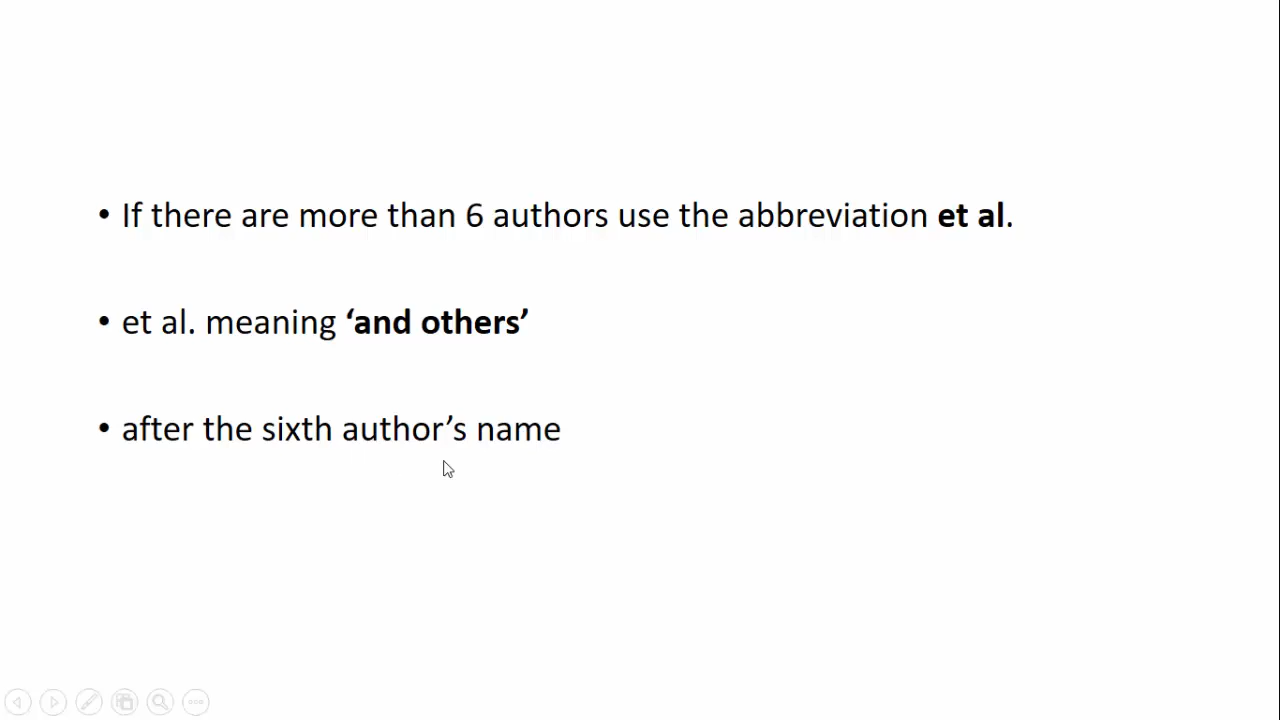 • If there are more than 6 authors use the abbreviation et al.
• et al. meaning ‘and others’
• after the sixth author’s name